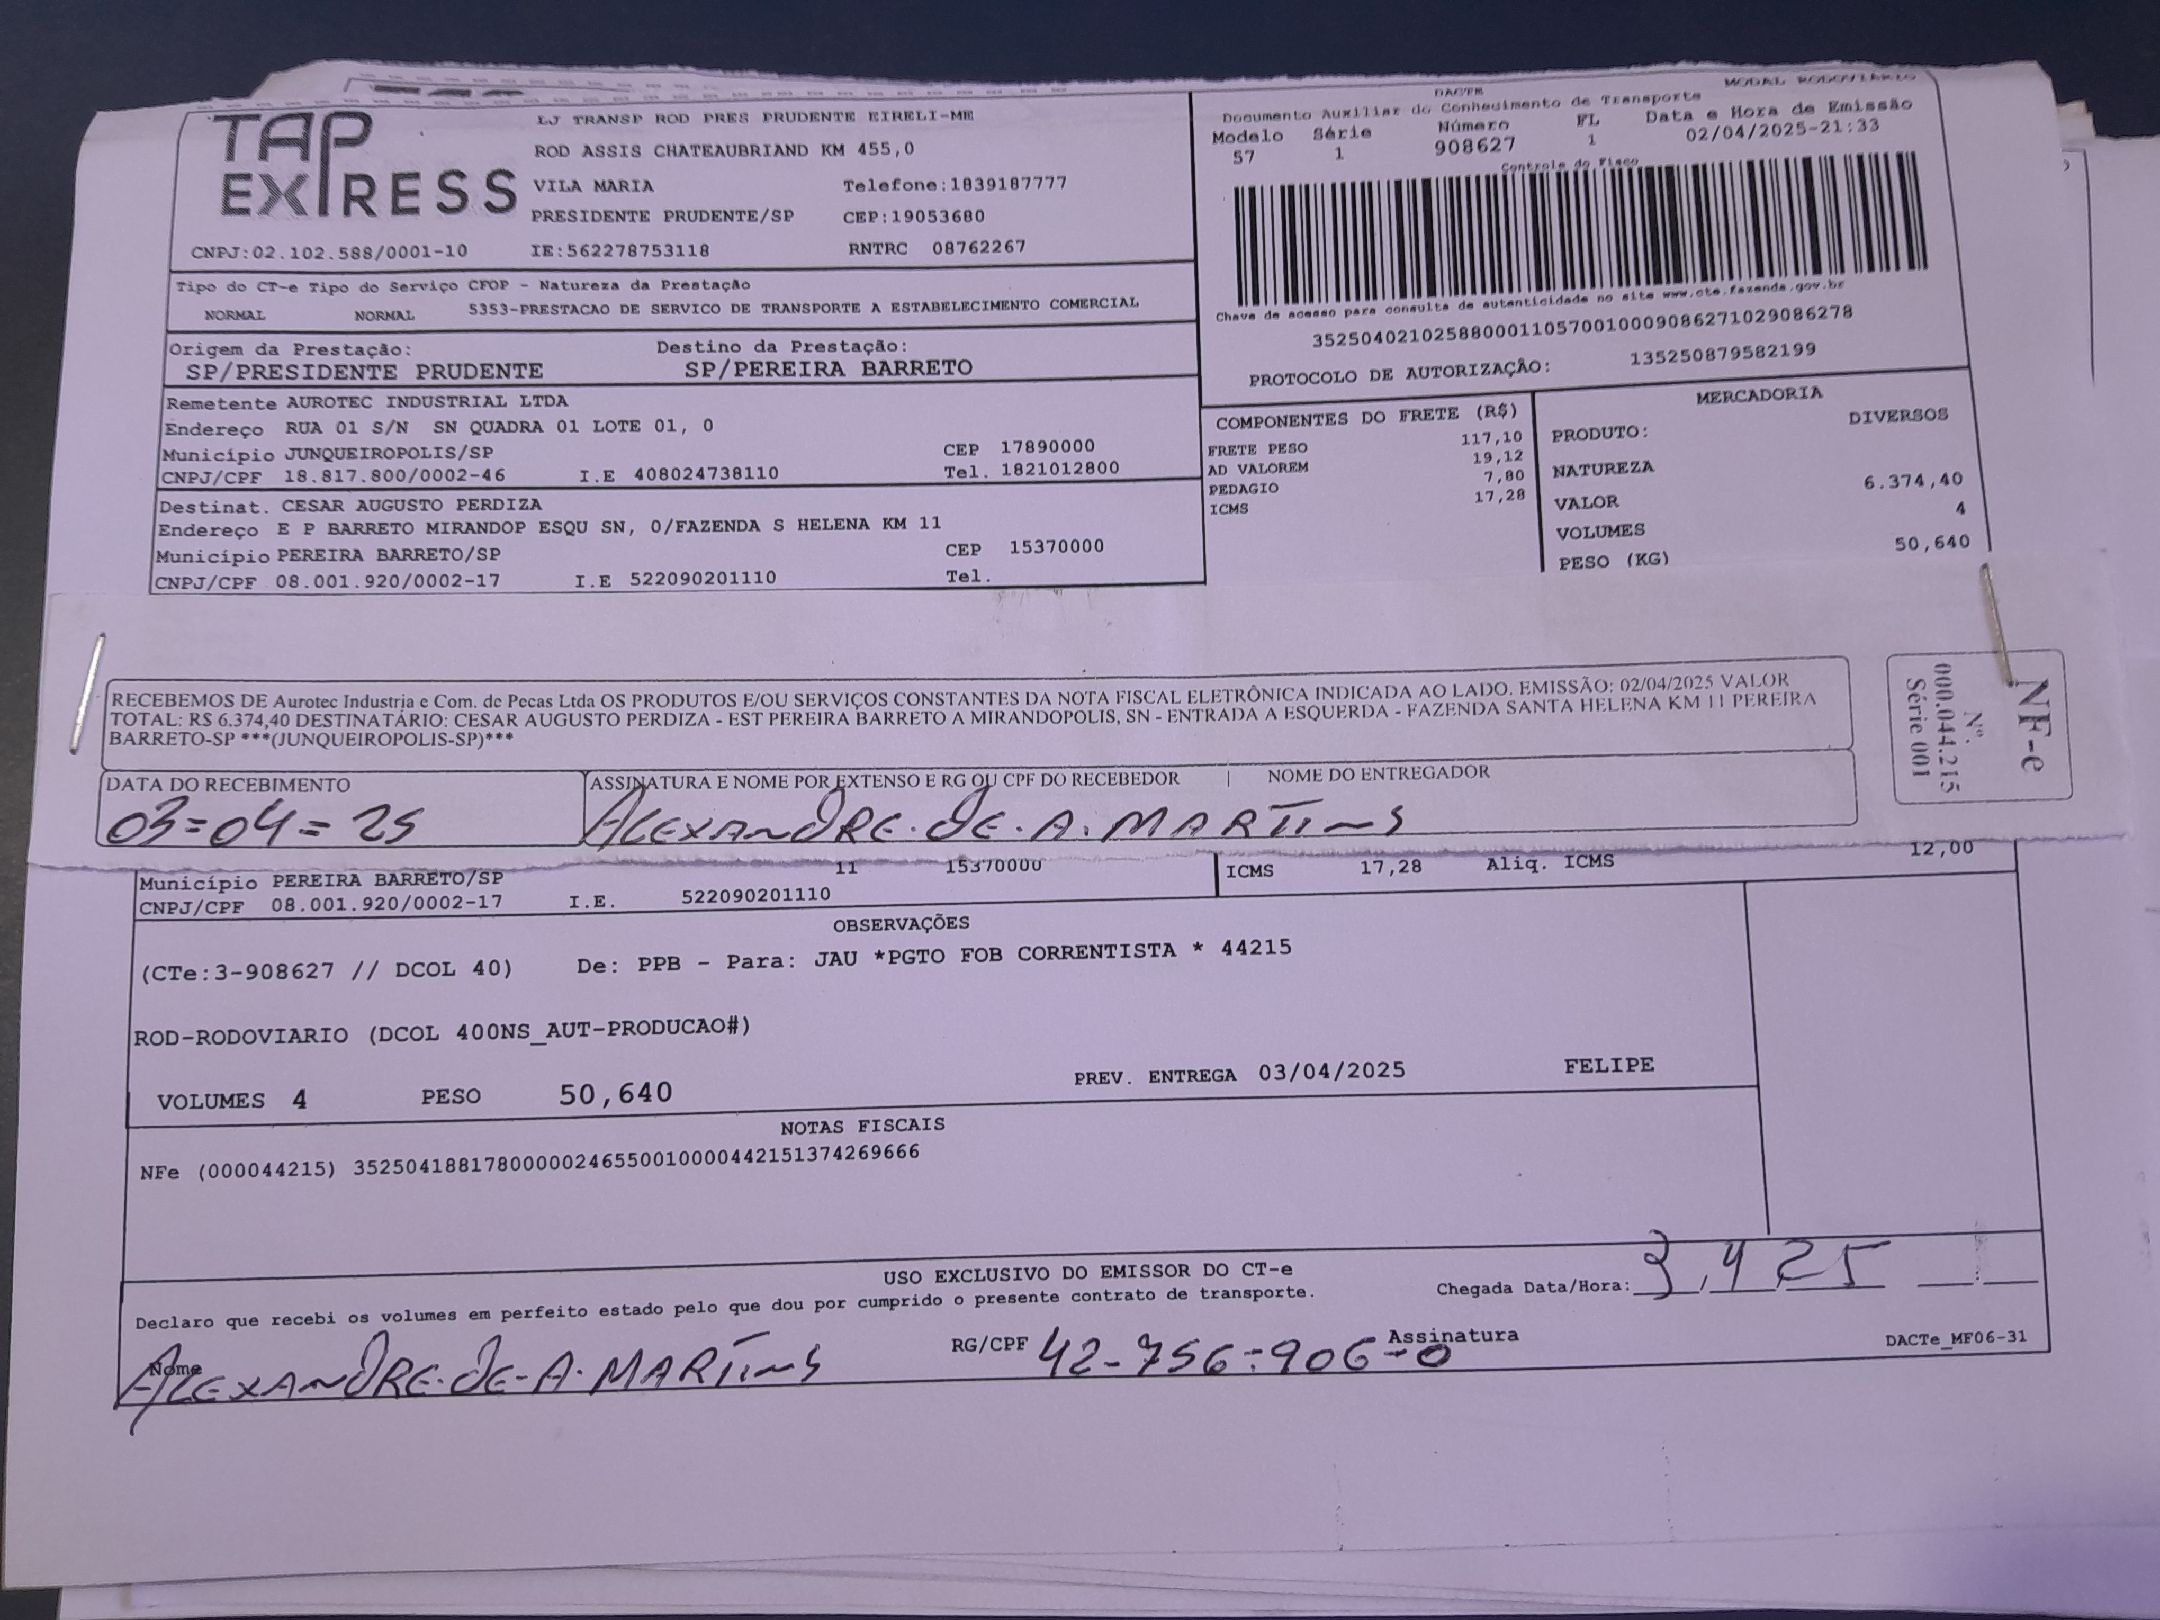 MODAL RODOVIÁRIO
TAP EXPRESS
LJ TRANSP ROD PRES PRUDENTE EIRELI-ME
ROD ASSIS CHATEAUBRIAND KM 455,0
VILA MARIA Telefone:1839187777
PRESIDENTE PRUDENTE/SP CEP:19053680
CNPJ:02.102.588/0001-10 IE:562278753118 RNTRC 08762267
DACTE
Documento Auxiliar do Conhecimento de Transporte
Modelo Série Número FL Data e Hora de Emissão
57 1 908627 1 02/04/2025-21:33
Controle do Fisco
Chave de acesso para consulta de autenticidade no site www.cte.fazenda.gov.br
35250402102588000110570010009086271029086278
PROTOCOLO DE AUTORIZAÇÃO: 135250879582199
Tipo do CT-e Tipo do Serviço CFOP - Natureza da Prestação
NORMAL NORMAL 5353-PRESTACAO DE SERVICO DE TRANSPORTE A ESTABELECIMENTO COMERCIAL
Origem da Prestação: Destino da Prestação:
SP/PRESIDENTE PRUDENTE SP/PEREIRA BARRETO
Remetente AUROTEC INDUSTRIAL LTDA
Endereço RUA 01 S/N SN QUADRA 01 LOTE 01, 0
Município JUNQUEIROPOLIS/SP CEP 17890000
CNPJ/CPF 18.817.800/0002-46 I.E 408024738110 Tel. 1821012800
Destinat. CESAR AUGUSTO PERDIZA
Endereço E P BARRETO MIRANDOP ESQU SN, 0/FAZENDA S HELENA KM 11
Município PEREIRA BARRETO/SP CEP 15370000
CNPJ/CPF 08.001.920/0002-17 I.E 522090201110 Tel.
COMPONENTES DO FRETE (R$)
FRETE PESO 117,10
AD VALOREM 19,12
PEDAGIO 7,80
ICMS 17,28
MERCADORIA
PRODUTO: DIVERSOS
NATUREZA
VALOR 6.374,40
VOLUMES 4
PESO (KG) 50,640
RECEBEMOS DE Aurotec Industria e Com. de Pecas Ltda OS PRODUTOS E/OU SERVIÇOS CONSTANTES DA NOTA FISCAL ELETRÔNICA INDICADA AO LADO. EMISSÃO: 02/04/2025 VALOR
TOTAL: R$ 6.374,40 DESTINATÁRIO: CESAR AUGUSTO PERDIZA - EST PEREIRA BARRETO A MIRANDOPOLIS, SN - ENTRADA A ESQUERDA - FAZENDA SANTA HELENA KM 11 PEREIRA
BARRETO-SP ***(JUNQUEIROPOLIS-SP)***
DATA DO RECEBIMENTO ASSINATURA E NOME POR EXTENSO E RG OU CPF DO RECEBEDOR | NOME DO ENTREGADOR
03=04=25 ALEXANDRE.DE.A.MARTINS
NF-e
Nº.
000.044.215
Série 001
11 15370000 ICMS 17,28 Aliq. ICMS 12,00
Município PEREIRA BARRETO/SP
CNPJ/CPF 08.001.920/0002-17 I.E. 522090201110
OBSERVAÇÕES
(CTe:3-908627 // DCOL 40) De: PPB - Para: JAU *PGTO FOB CORRENTISTA * 44215
ROD-RODOVIARIO (DCOL 400NS_AUT-PRODUCAO#)
VOLUMES 4 PESO 50,640 PREV. ENTREGA 03/04/2025 FELIPE
NOTAS FISCAIS
NFe (000044215) 35250418817800000246550010000442151374269666
USO EXCLUSIVO DO EMISSOR DO CT-e
Declaro que recebi os volumes em perfeito estado pelo que dou por cumprido o presente contrato de transporte. Chegada Data/Hora: 3/4/25
Nome ALEXANDRE.DE-A.MARTINS RG/CPF 42-756=906=0 Assinatura DACTe_MF06-31